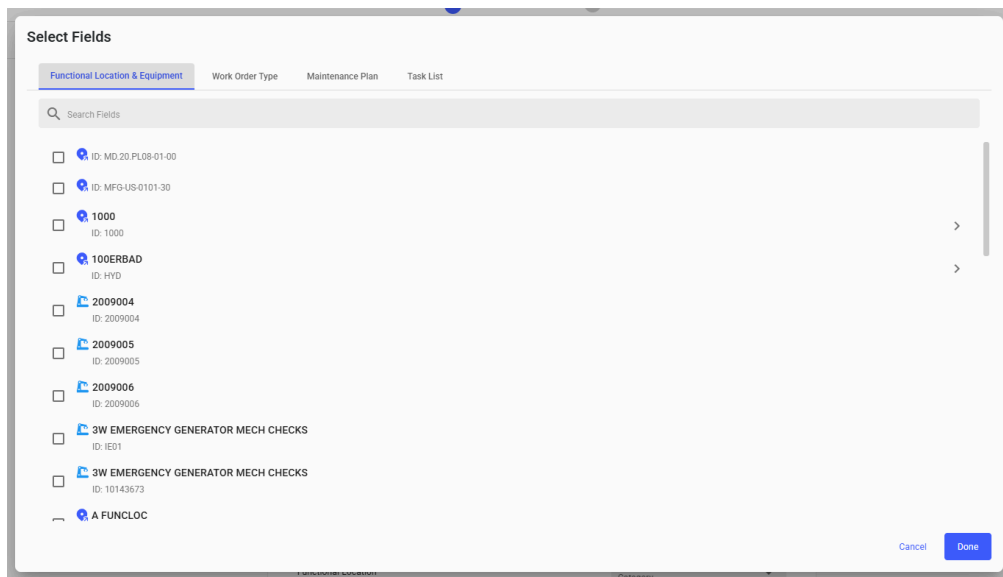 Select Fields
Functional Location & Equipment
Work Order Type
Maintenance Plan
Task List
Search Fields
ID: MD.20.PL08-01-00
ID: MFG-US-0101-30
1000
ID: 1000
100ERBAD
ID: HYD
2009004
ID: 2009004
2009005
ID: 2009005
2009006
ID: 2009006
3W EMERGENCY GENERATOR MECH CHECKS
ID: IE01
3W EMERGENCY GENERATOR MECH CHECKS
ID: 10143673
A FUNCLOC
Cancel
Done
Functional Location
Category